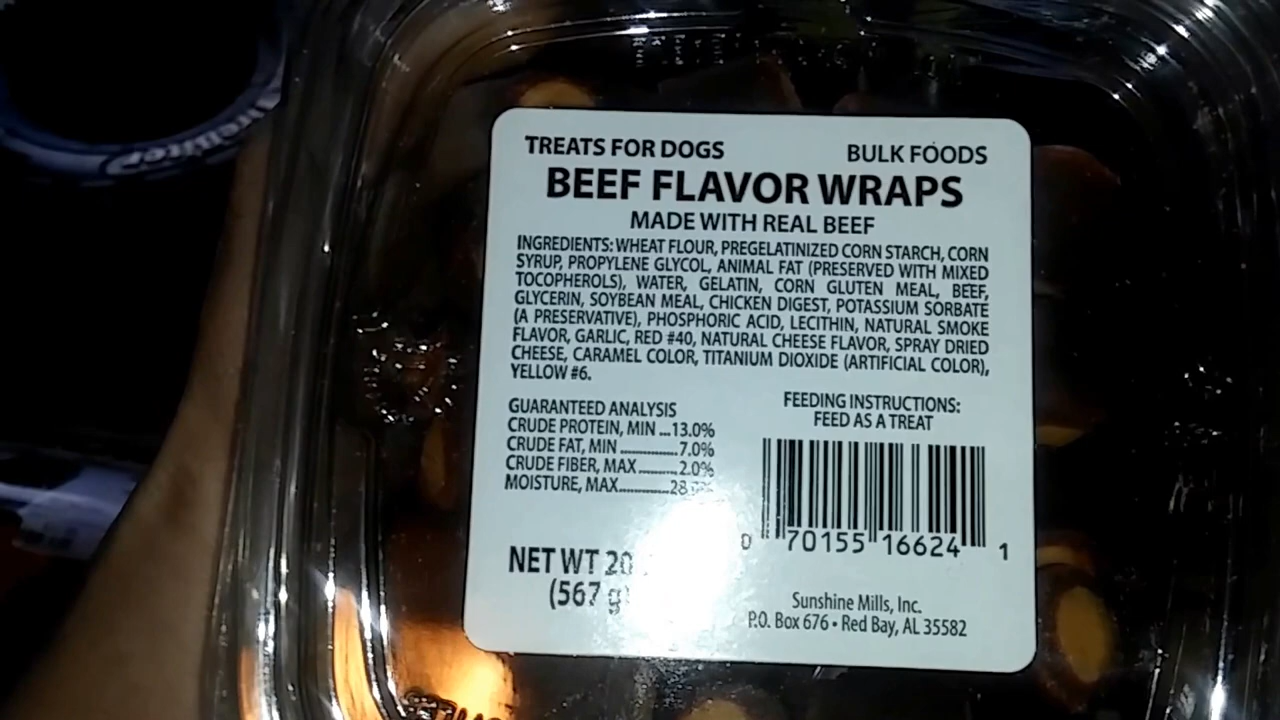 TREATS FOR DOGS BULK FOODS
BEEF FLAVOR WRAPS
MADE WITH REAL BEEF
INGREDIENTS: WHEAT FLOUR, PREGELATINIZED CORN STARCH, CORN
SYRUP, PROPYLENE GLYCOL, ANIMAL FAT (PRESERVED WITH MIXED
TOCOPHEROLS), WATER, GELATIN, CORN GLUTEN MEAL, BEEF,
GLYCERIN, SOYBEAN MEAL, CHICKEN DIGEST, POTASSIUM SORBATE
(A PRESERVATIVE), PHOSPHORIC ACID, LECITHIN, NATURAL SMOKE
FLAVOR, GARLIC, RED #40, NATURAL CHEESE FLAVOR, SPRAY DRIED
CHEESE, CARAMEL COLOR, TITANIUM DIOXIDE (ARTIFICIAL COLOR),
YELLOW #6.
GUARANTEED ANALYSIS
CRUDE PROTEIN, MIN ...13.0%
CRUDE FAT, MIN ...............7.0%
CRUDE FIBER, MAX ..........2.0%
MOISTURE, MAX.............28
FEEDING INSTRUCTIONS:
FEED AS A TREAT
0 70155 16624 1
NET WT 20
(567 g)
Sunshine Mills, Inc.
P.O. Box 676 • Red Bay, AL 35582